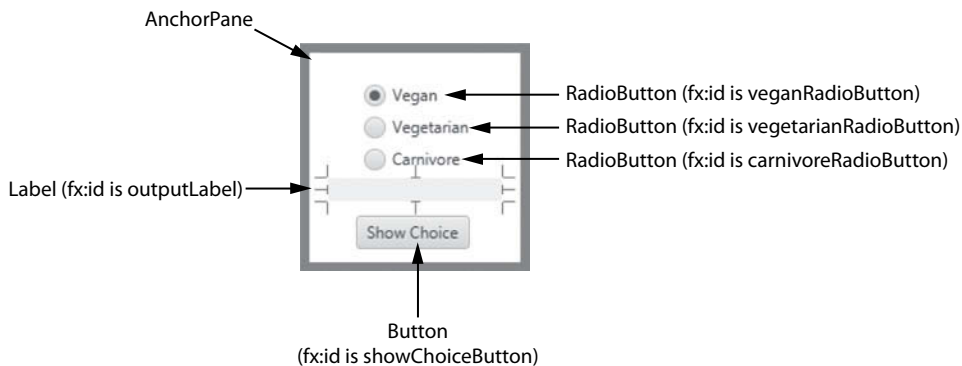 AnchorPane
Vegan
RadioButton (fx:id is veganRadioButton)
Vegetarian
RadioButton (fx:id is vegetarianRadioButton)
Carnivore
RadioButton (fx:id is carnivoreRadioButton)
Label (fx:id is outputLabel)
Show Choice
Button
(fx:id is showChoiceButton)